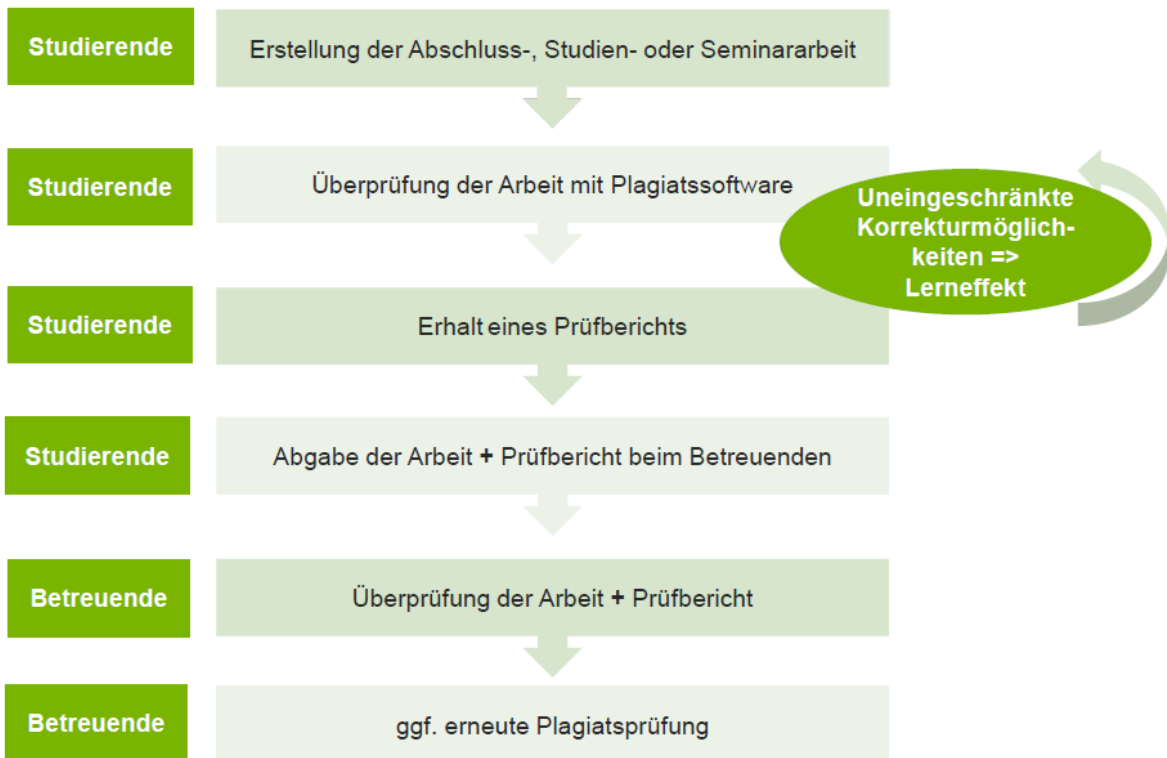 Studierende
Erstellung der Abschluss-, Studien- oder Seminararbeit
Studierende
Überprüfung der Arbeit mit Plagiatssoftware
Uneingeschränkte
Korrekturmöglich-
keiten =>
Lerneffekt
Studierende
Erhalt eines Prüfberichts
Studierende
Abgabe der Arbeit + Prüfbericht beim Betreuenden
Betreuende
Überprüfung der Arbeit + Prüfbericht
Betreuende
ggf. erneute Plagiatsprüfung